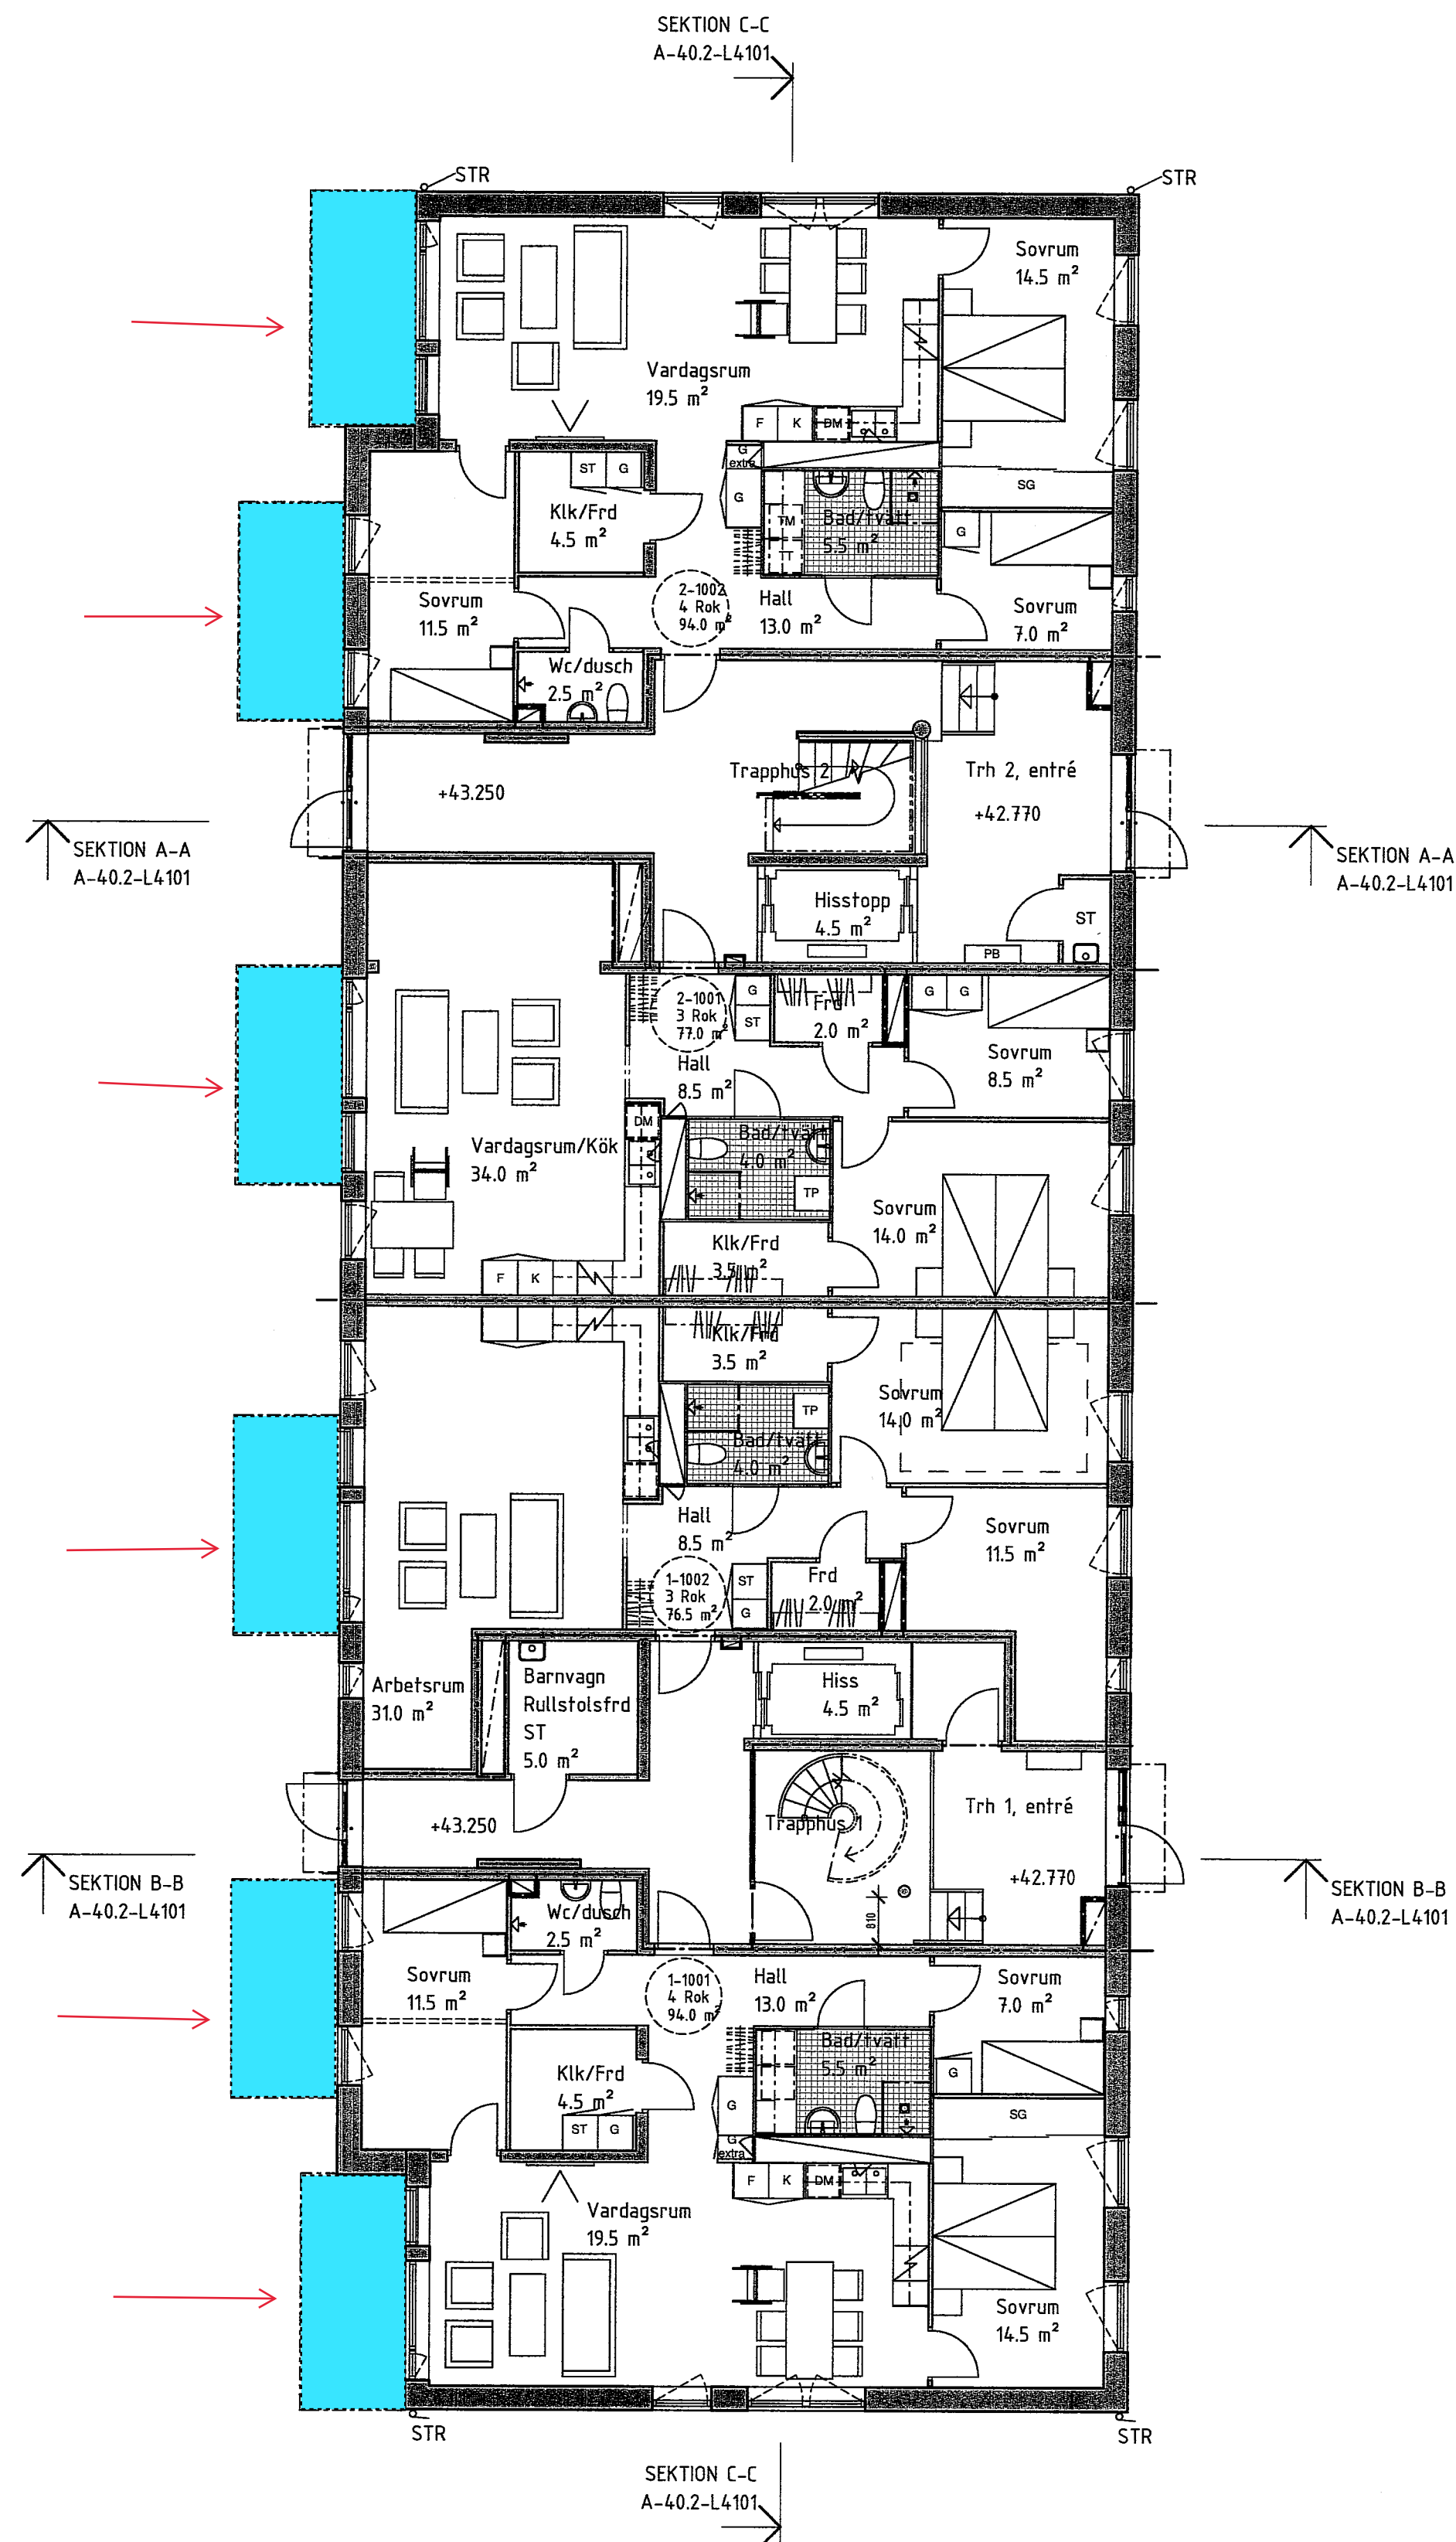 SEKTION C-C
A-40.2-L4101
STR
STR
Sovrum
14.5 m²
Vardagsrum
19.5 m²
F
K
DM
G
extra
ST
G
G
SG
Klk/Frd
4.5 m²
Bad/tvätt
5.5 m²
TM
TT
G
Sovrum
11.5 m²
2-1002
4 Rok
94.0 m²
Hall
13.0 m²
Sovrum
7.0 m²
Wc/dusch
2.5 m²
Trapphus 2
Trh 2, entré
+43.250
+42.770
SEKTION A-A
A-40.2-L4101
SEKTION A-A
A-40.2-L4101
Hisstopp
4.5 m²
ST
PB
2-1001
3 Rok
77.0 m²
G
ST
Frd
2.0 m²
G
G
Hall
8.5 m²
Sovrum
8.5 m²
DM
Vardagsrum/Kök
34.0 m²
Bad/tvätt
4.0 m²
TP
Sovrum
14.0 m²
Klk/Frd
3.5 m²
F
K
Klk/Frd
3.5 m²
Sovrum
14.0 m²
TP
Bad/tvätt
4.0 m²
Hall
8.5 m²
Sovrum
11.5 m²
1-1002
3 Rok
76.5 m²
ST
G
Frd
2.0 m²
Arbetsrum
31.0 m²
Barnvagn
Rullstolsfrd
ST
5.0 m²
Hiss
4.5 m²
Trapphus 1
Trh 1, entré
+43.250
+42.770
810
SEKTION B-B
A-40.2-L4101
SEKTION B-B
A-40.2-L4101
Wc/dusch
2.5 m²
Sovrum
11.5 m²
1-1001
4 Rok
94.0 m²
Hall
13.0 m²
Sovrum
7.0 m²
Klk/Frd
4.5 m²
Bad/tvätt
5.5 m²
G
G
SG
ST
G
G
extra
F
K
DM
Vardagsrum
19.5 m²
Sovrum
14.5 m²
STR
STR
SEKTION C-C
A-40.2-L4101